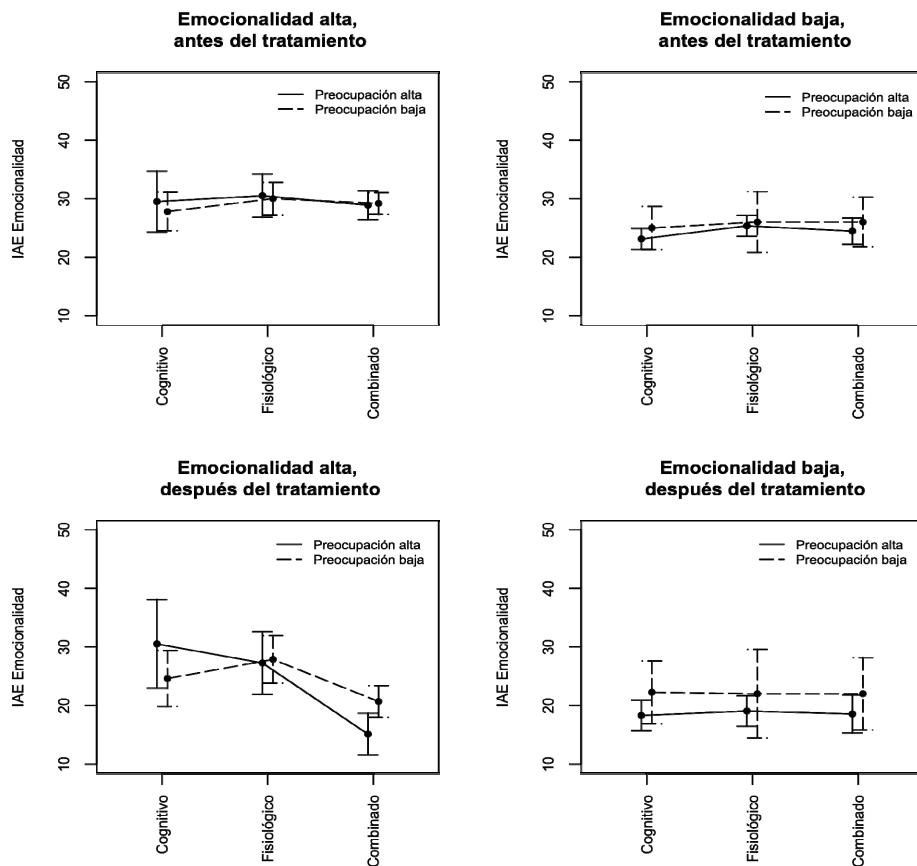 Emocionalidad alta,
antes del tratamiento
IAE Emocionalidad
50
40
30
20
10
Preocupación alta
Preocupación baja
Cognitivo
Fisiológico
Combinado
Emocionalidad baja,
antes del tratamiento
IAE Emocionalidad
50
40
30
20
10
Preocupación alta
Preocupación baja
Cognitivo
Fisiológico
Combinado
Emocionalidad alta,
después del tratamiento
IAE Emocionalidad
50
40
30
20
10
Preocupación alta
Preocupación baja
Cognitivo
Fisiológico
Combinado
Emocionalidad baja,
después del tratamiento
IAE Emocionalidad
50
40
30
20
10
Preocupación alta
Preocupación baja
Cognitivo
Fisiológico
Combinado